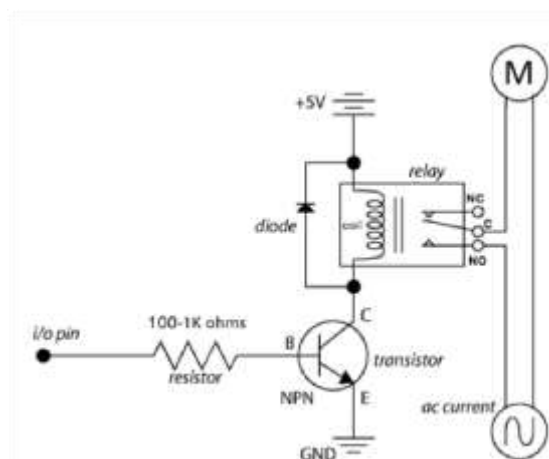 M
+5V
relay
NC
diode
coil
C
NO
C
100-1K ohms
i/o pin
B
transistor
resistor
NPN
E
ac current
GND